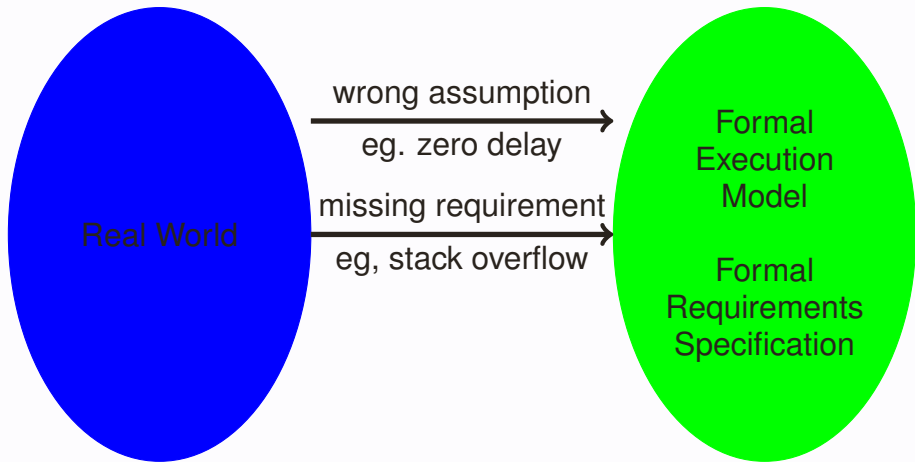 Real World
wrong assumption
eg. zero delay
missing requirement
eg, stack overflow
Formal
Execution
Model
Formal
Requirements
Specification